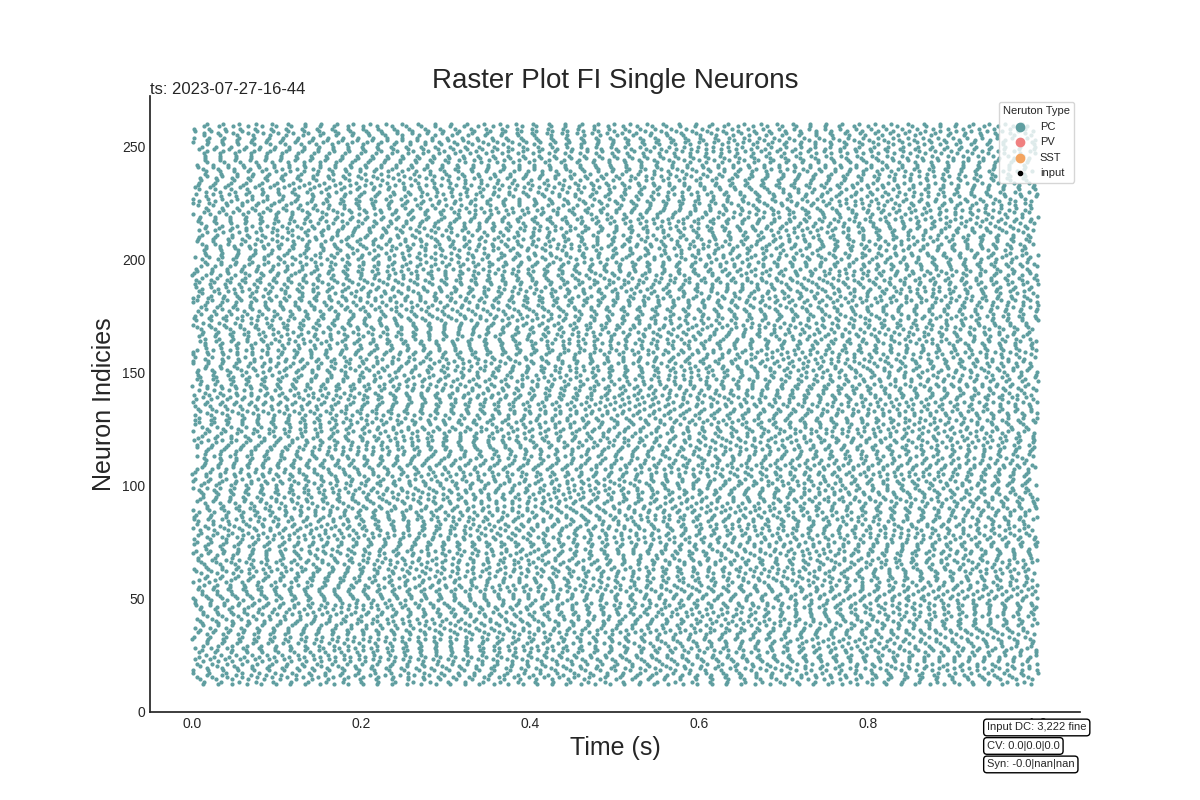 Raster Plot FI Single Neurons
ts: 2023-07-27-16-44
Neruton Type
PC
PV
SST
input
Neuron Indicies
250
200
150
100
50
0
0.0 0.2 0.4 0.6 0.8
Time (s)
Input DC: 3,222 fine
CV: 0.0|0.0|0.0
Syn: -0.0|nan|nan